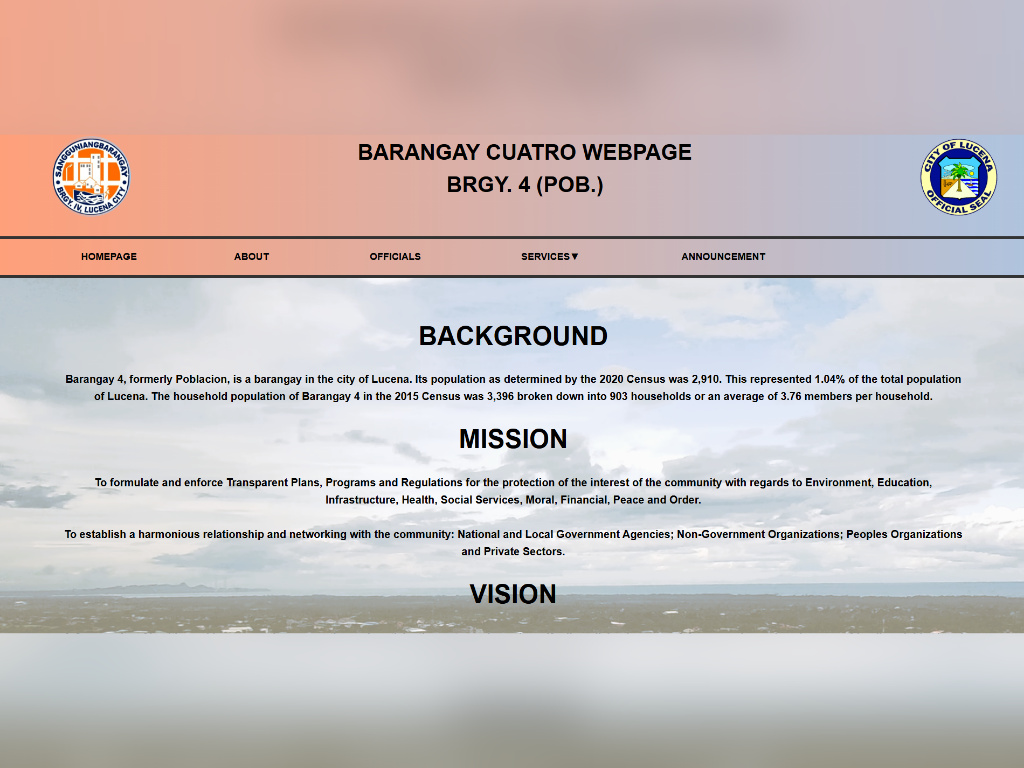 BARANGAY CUATRO WEBPAGE
BRGY. 4 (POB.)
SANGGUNIANG BARANGAY
BRGY. IV, LUCENA CITY
CITY OF LUCENA
OFFICIAL SEAL
HOMEPAGE
ABOUT
OFFICIALS
SERVICES▼
ANNOUNCEMENT
BACKGROUND
Barangay 4, formerly Poblacion, is a barangay in the city of Lucena. Its population as determined by the 2020 Census was 2,910. This represented 1.04% of the total population
of Lucena. The household population of Barangay 4 in the 2015 Census was 3,396 broken down into 903 households or an average of 3.76 members per household.
MISSION
To formulate and enforce Transparent Plans, Programs and Regulations for the protection of the interest of the community with regards to Environment, Education,
Infrastructure, Health, Social Services, Moral, Financial, Peace and Order.
To establish a harmonious relationship and networking with the community: National and Local Government Agencies; Non-Government Organizations; Peoples Organizations
and Private Sectors.
VISION